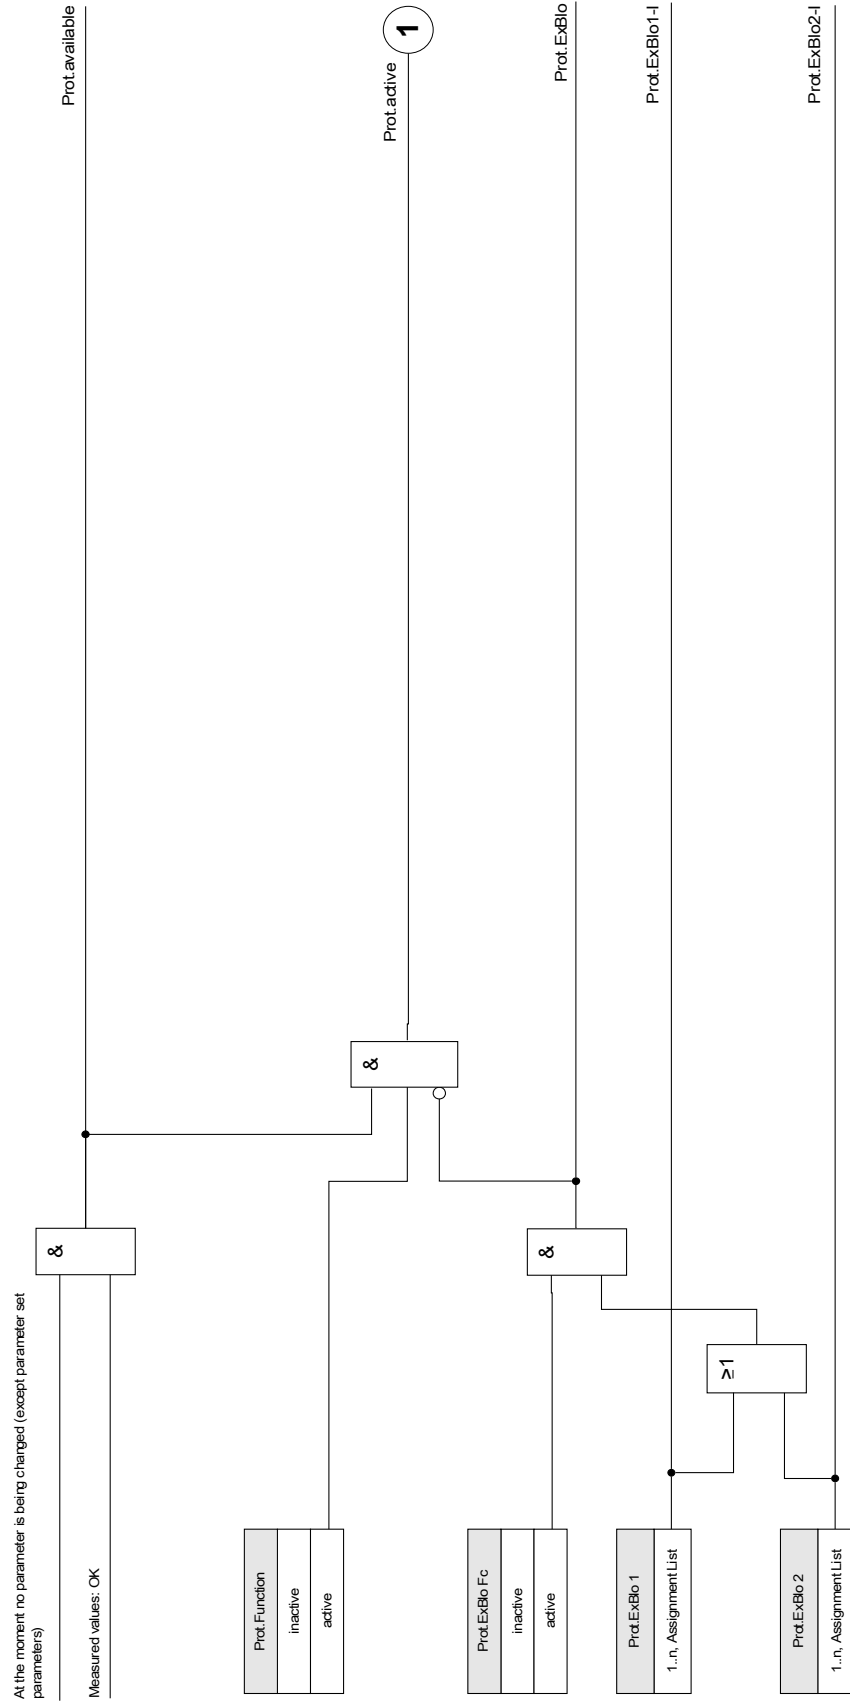 At the moment no parameter is being changed (except parameter set
parameters)
Measured values: OK
&
Prot.available
Prot.Function
inactive
active
&
Prot.active
1
Prot.ExBlo Fc
inactive
active
&
Prot.ExBlo
Prot.ExBlo 1
1..n, Assignment List
Prot.ExBlo1-I
≥1
Prot.ExBlo 2
1..n, Assignment List
Prot.ExBlo2-I